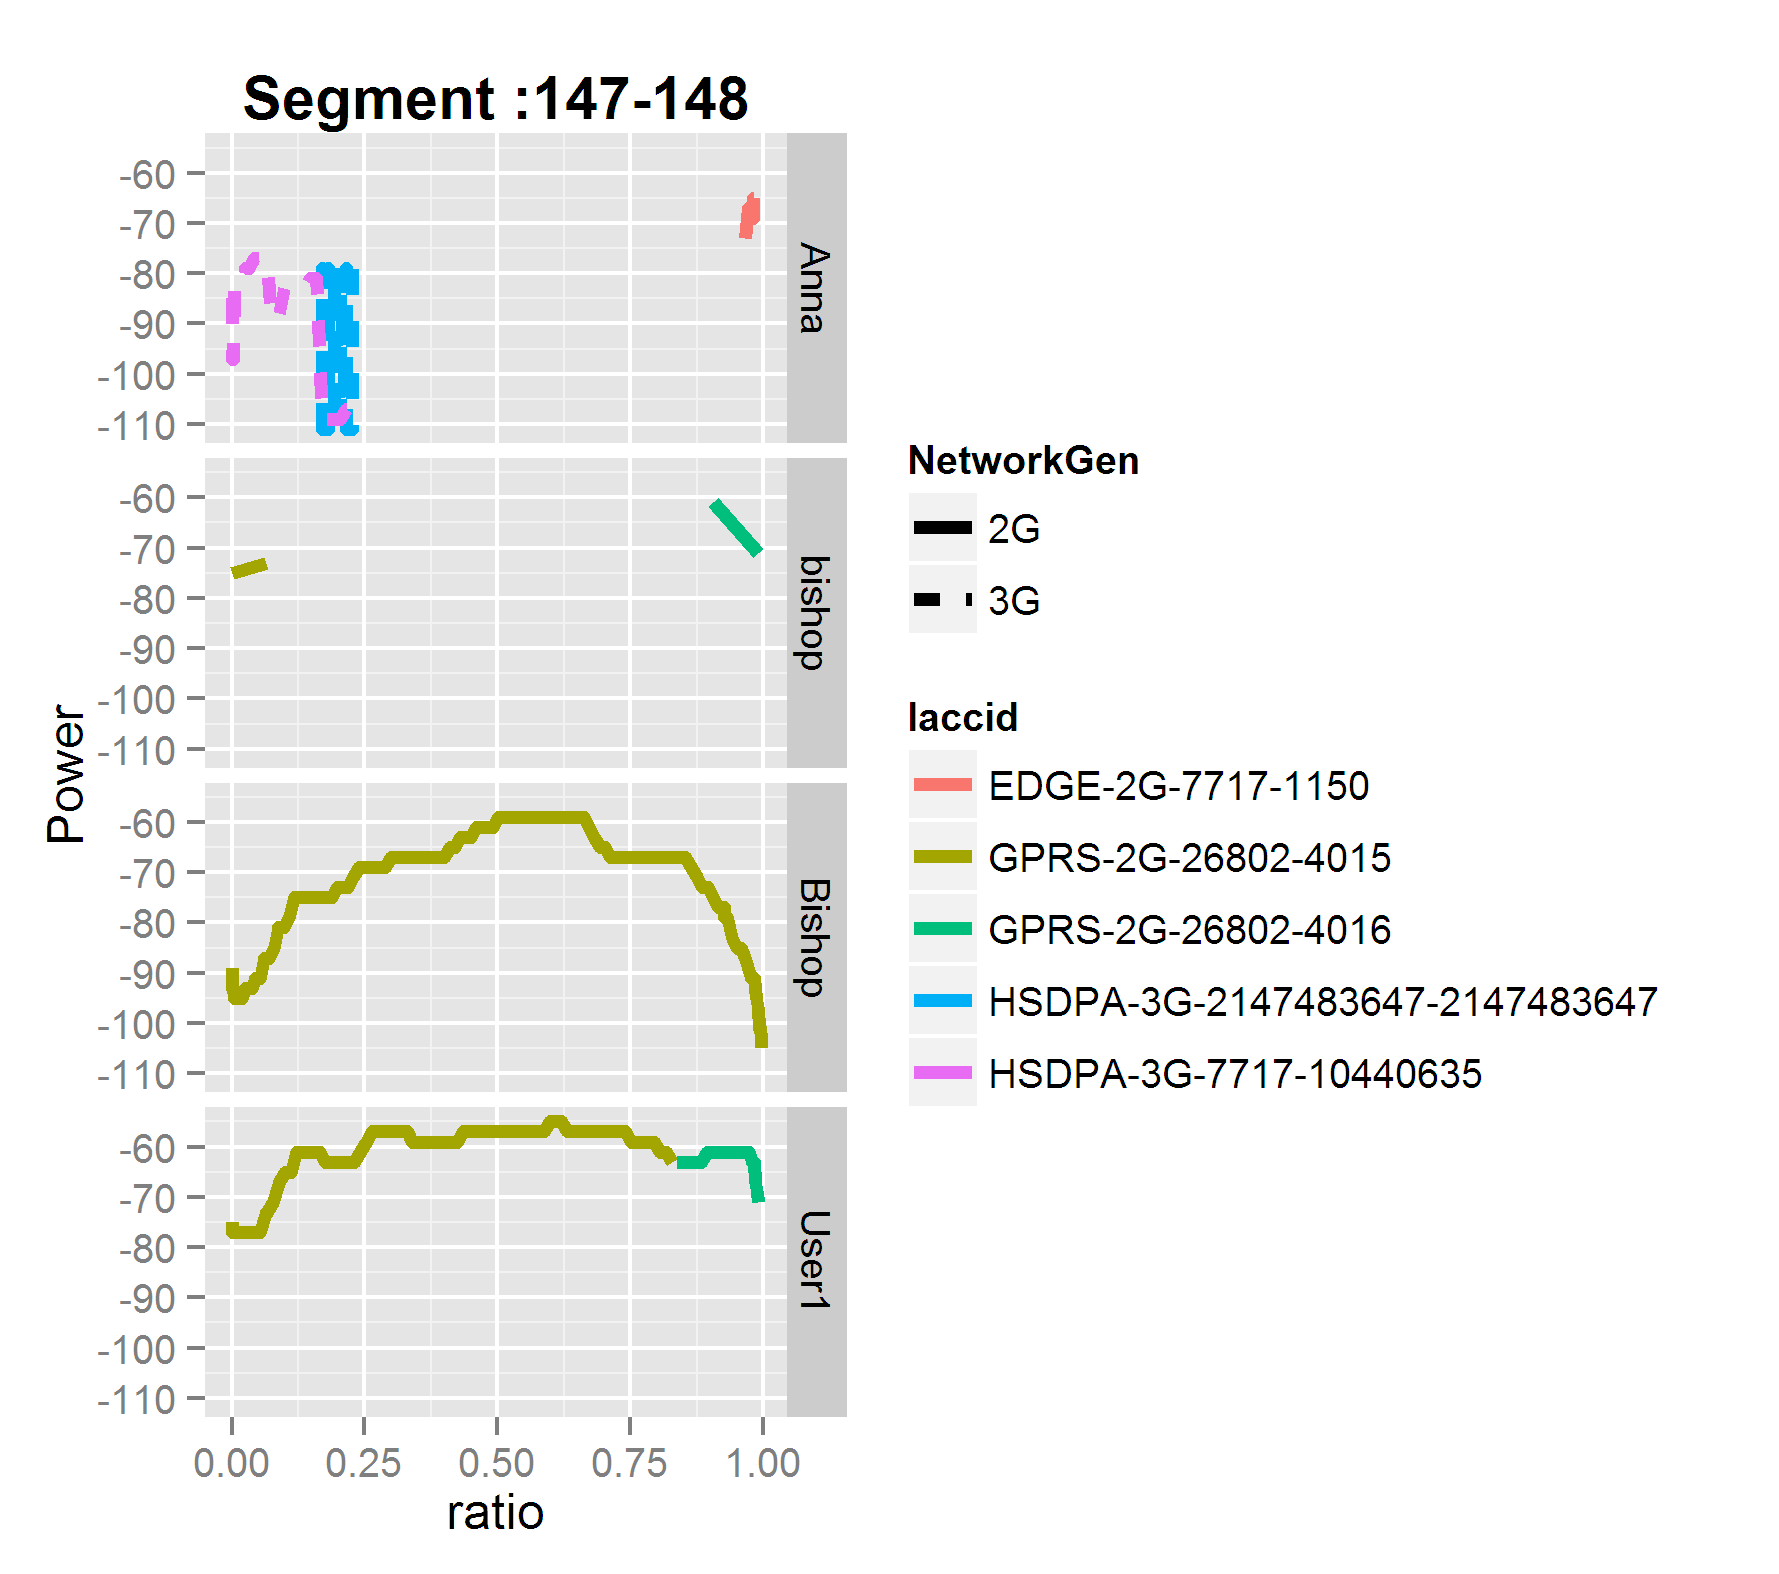 Segment :147-148
Power
-60
-70
-80
-90
-100
-110
Anna
-60
-70
-80
-90
-100
-110
bishop
-60
-70
-80
-90
-100
-110
Bishop
-60
-70
-80
-90
-100
-110
User1
0.00 0.25 0.50 0.75 1.00
ratio
NetworkGen
2G
3G
laccid
EDGE-2G-7717-1150
GPRS-2G-26802-4015
GPRS-2G-26802-4016
HSDPA-3G-2147483647-2147483647
HSDPA-3G-7717-10440635